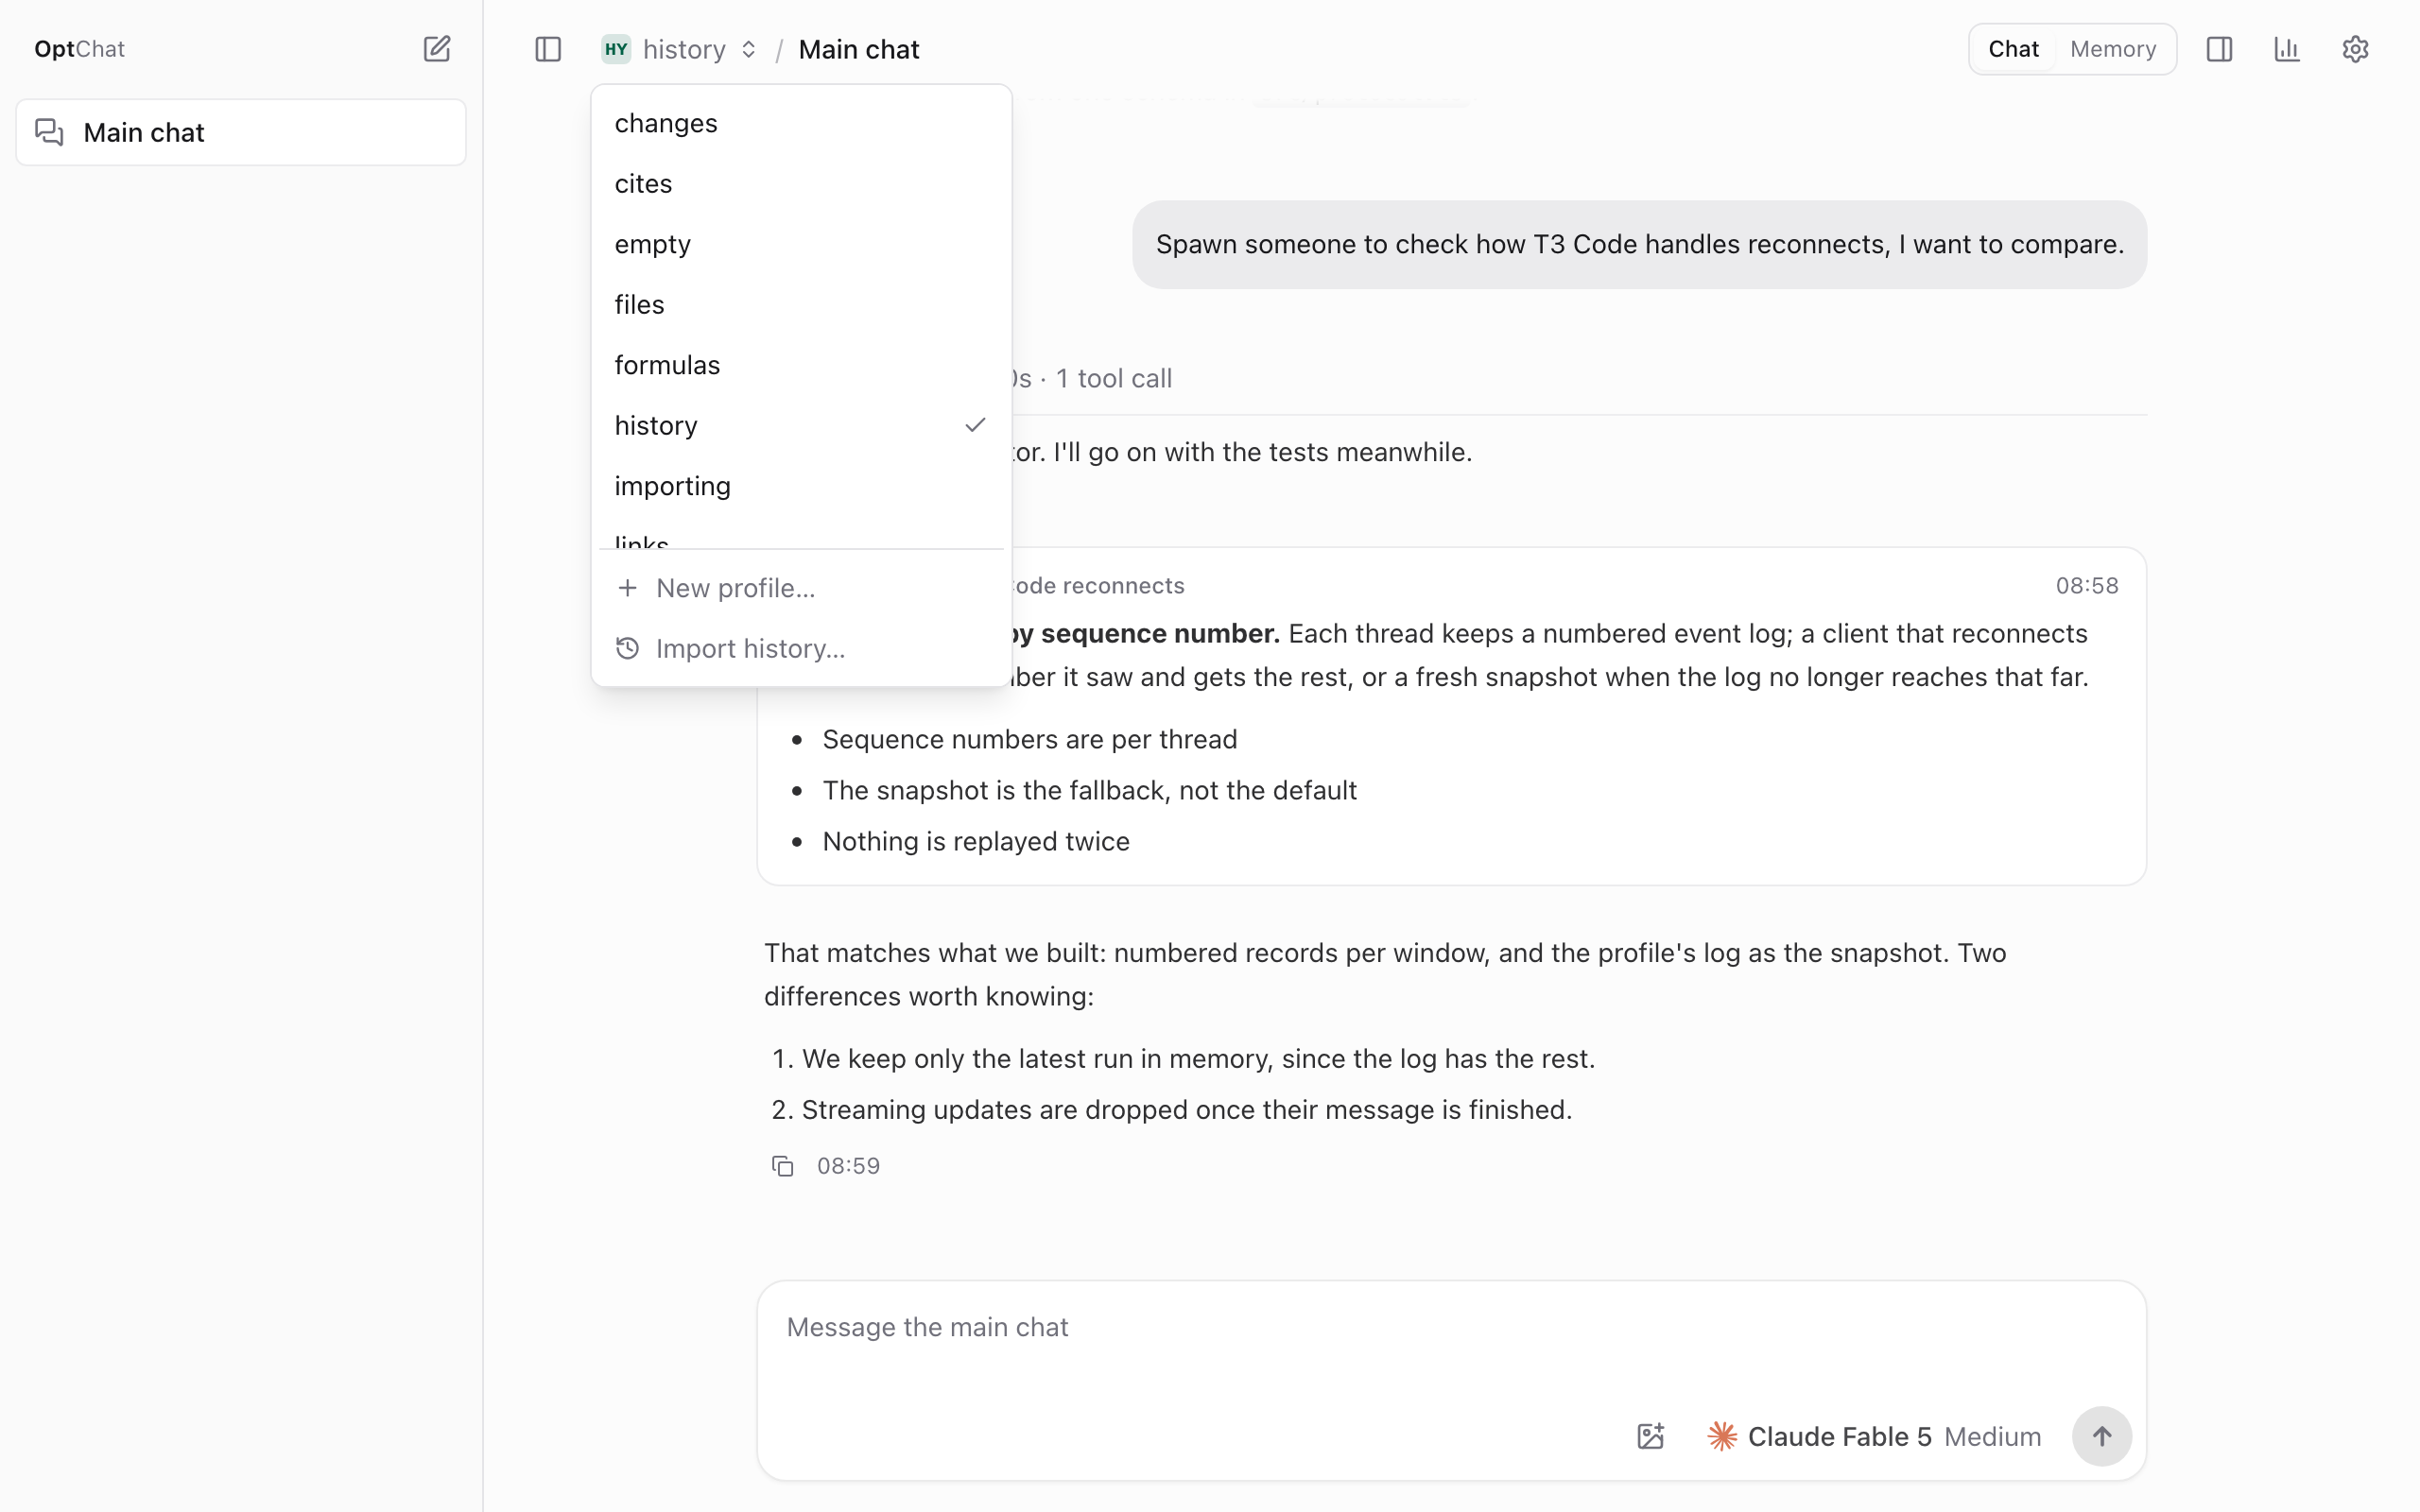 OptChat
HY history / Main chat
Chat Memory
Main chat
changes
cites
empty
files
formulas
history
importing
links
New profile...
Import history...
Spawn someone to check how T3 Code handles reconnects, I want to compare.
· 1 tool call
I'll go on with the tests meanwhile.
reconnects
08:58
by sequence number. Each thread keeps a numbered event log; a client that reconnects
it saw and gets the rest, or a fresh snapshot when the log no longer reaches that far.
• Sequence numbers are per thread
• The snapshot is the fallback, not the default
• Nothing is replayed twice
That matches what we built: numbered records per window, and the profile's log as the snapshot. Two
differences worth knowing:
1. We keep only the latest run in memory, since the log has the rest.
2. Streaming updates are dropped once their message is finished.
08:59
Message the main chat
Claude Fable 5 Medium